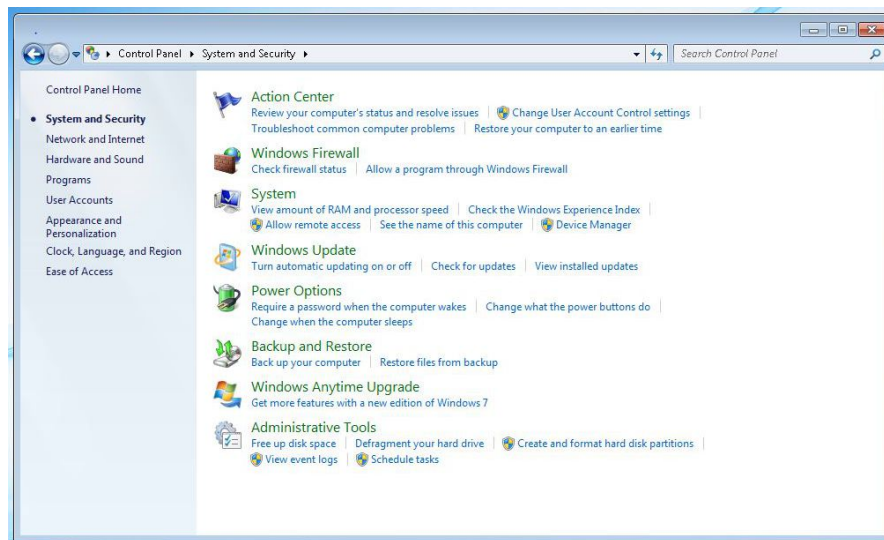 Control Panel System and Security
Search Control Panel
Control Panel Home
System and Security
Network and Internet
Hardware and Sound
Programs
User Accounts
Appearance and
Personalization
Clock, Language, and Region
Ease of Access
Action Center
Review your computer's status and resolve issues Change User Account Control settings
Troubleshoot common computer problems Restore your computer to an earlier time
Windows Firewall
Check firewall status Allow a program through Windows Firewall
System
View amount of RAM and processor speed Check the Windows Experience Index
Allow remote access See the name of this computer Device Manager
Windows Update
Turn automatic updating on or off Check for updates View installed updates
Power Options
Require a password when the computer wakes Change what the power buttons do
Change when the computer sleeps
Backup and Restore
Back up your computer Restore files from backup
Windows Anytime Upgrade
Get more features with a new edition of Windows 7
Administrative Tools
Free up disk space Defragment your hard drive Create and format hard disk partitions
View event logs Schedule tasks